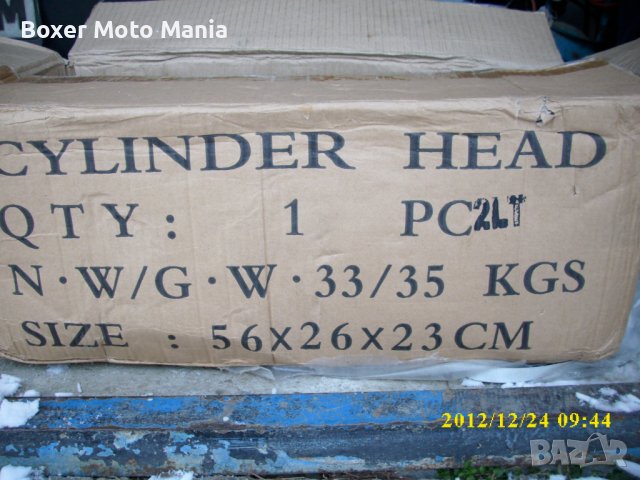 Boxer Moto Mania
CYLINDER HEAD
QTY: 1 PC 2LT
N.W/G.W.33/35 KGS
SIZE : 56X26X23CM
2012/12/24 09:44
BAZAR